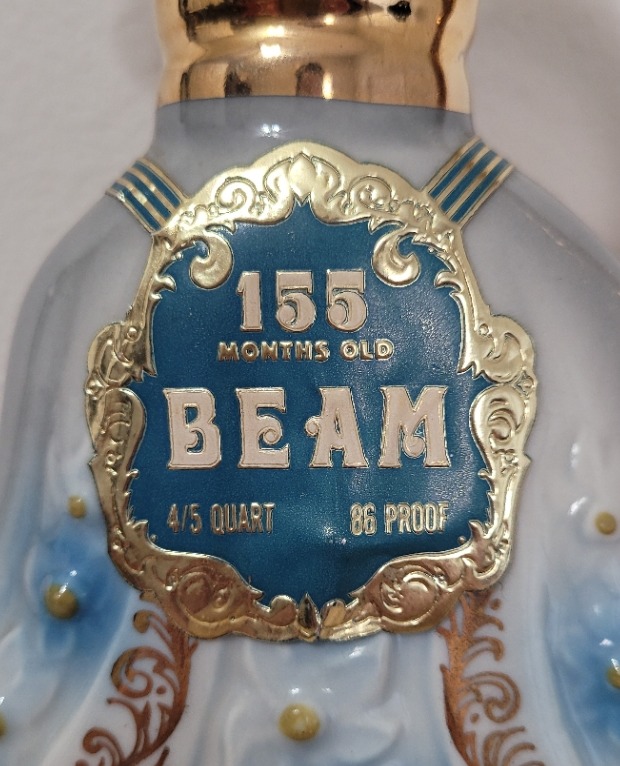 155
MONTHS OLD
BEAM
4/5 QUART 86 PROOF